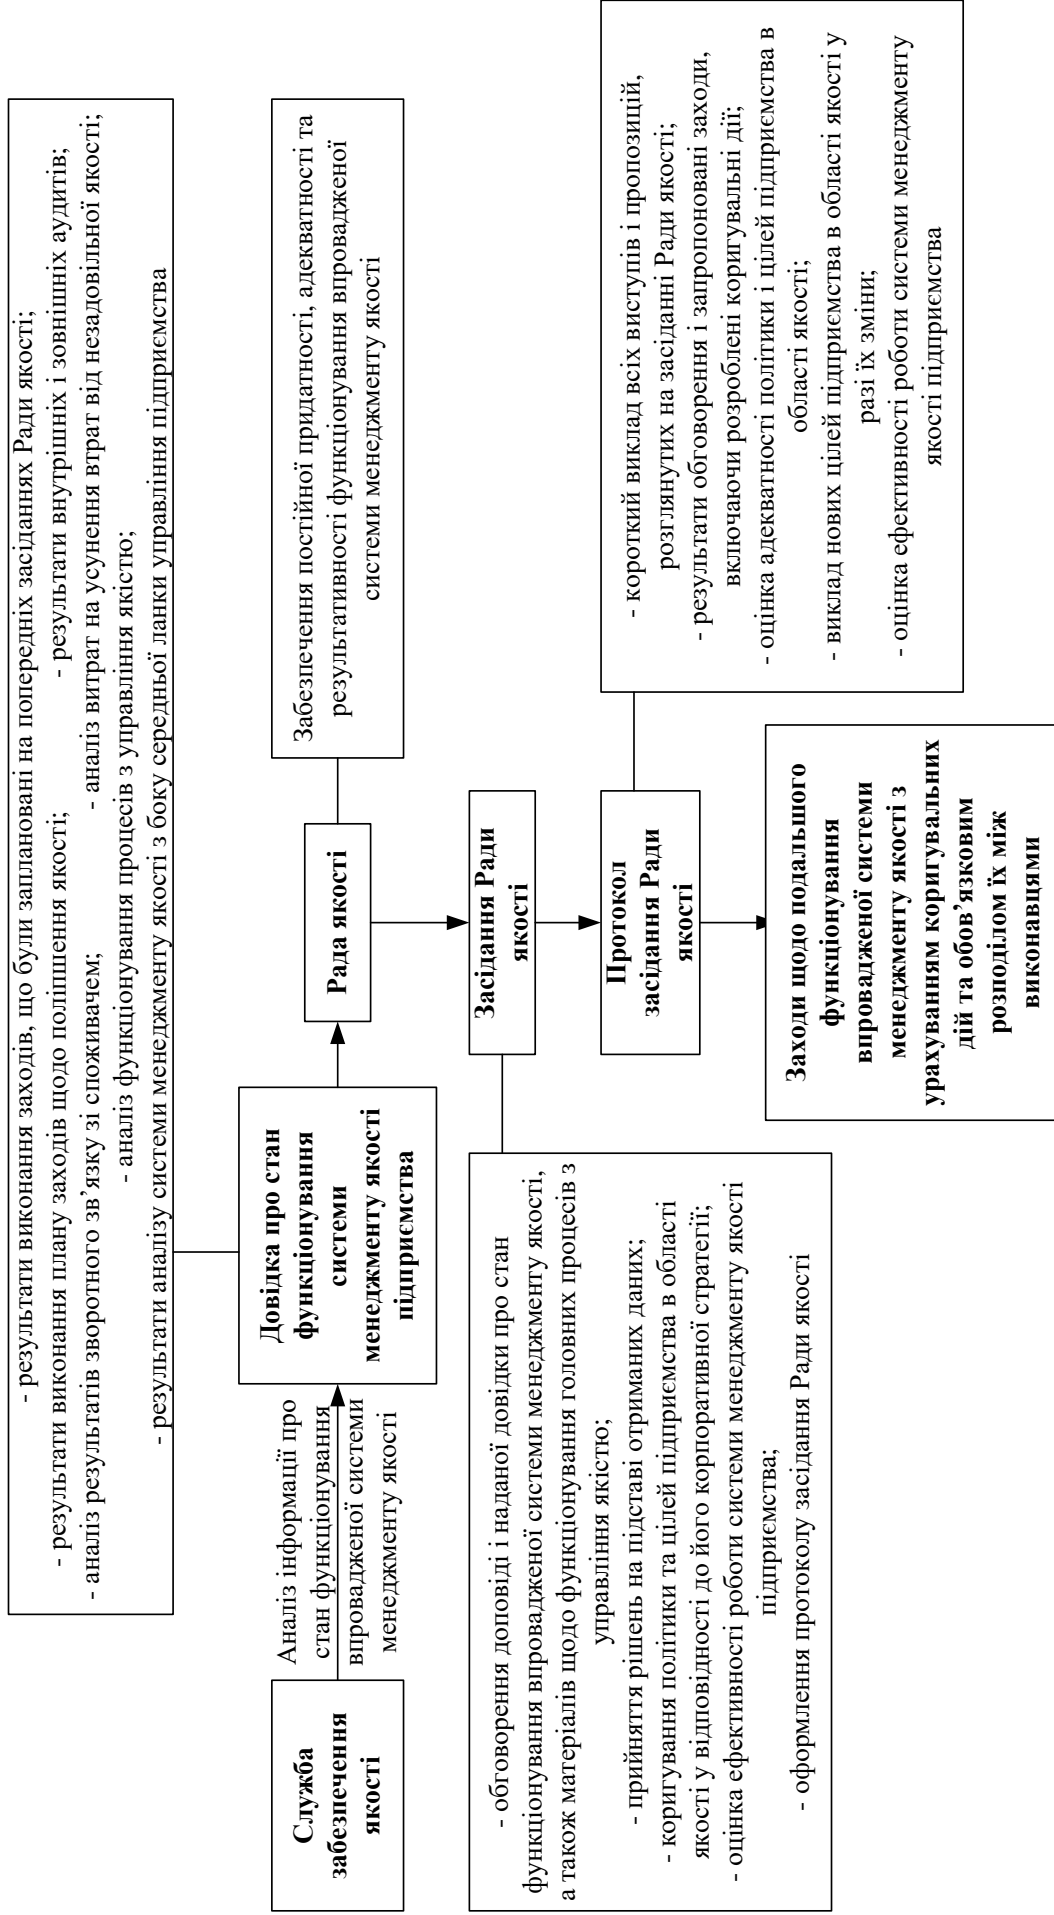 - результати виконання заходів, що були заплановані на попередніх засіданнях Ради якості;
- результати виконання плану заходів щодо поліпшення якості; - результати внутрішніх і зовнішніх аудитів;
- аналіз результатів зворотного зв’язку зі споживачем; - аналіз витрат на усунення втрат від незадовільної якості;
- аналіз функціонування процесів з управління якістю;
- результати аналізу системи менеджменту якості з боку середньої ланки управління підприємства
Служба
забезпечення
якості
Аналіз інформації про
стан функціонування
впровадженої системи
менеджменту якості
Довідка про стан
функціонування
системи
менеджменту якості
підприємства
Рада якості
Забезпечення постійної придатності, адекватності та
результативності функціонування впровадженої
системи менеджменту якості
- обговорення доповіді і наданої довідки про стан
функціонування впровадженої системи менеджменту якості,
а також матеріалів щодо функціонування головних процесів з
управління якістю;
- прийняття рішень на підставі отриманих даних;
- коригування політики та цілей підприємства в області
якості у відповідності до його корпоративної стратегії;
- оцінка ефективності роботи системи менеджменту якості
підприємства;
- оформлення протоколу засідання Ради якості
Засідання Ради
якості
Протокол
засідання Ради
якості
- короткий виклад всіх виступів і пропозицій,
розглянутих на засіданні Ради якості;
- результати обговорення і запропоновані заходи,
включаючи розроблені коригувальні дії;
- оцінка адекватності політики і цілей підприємства в
області якості;
- виклад нових цілей підприємства в області якості у
разі їх зміни;
- оцінка ефективності роботи системи менеджменту
якості підприємства
Заходи щодо подальшого
функціонування
впровадженої системи
менеджменту якості з
урахуванням коригувальних
дій та обов’язковим
розподілом їх між
виконавцями